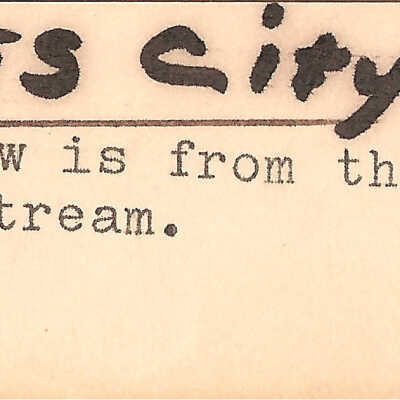 s City
w is from th
tream.